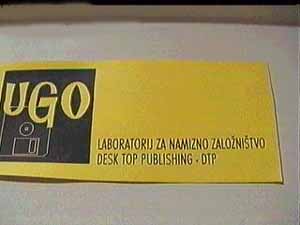 UGO
LABORATORIJ ZA NAMIZNO ZALOŽNIŠTVO
DESK TOP PUBLISHING - DTP